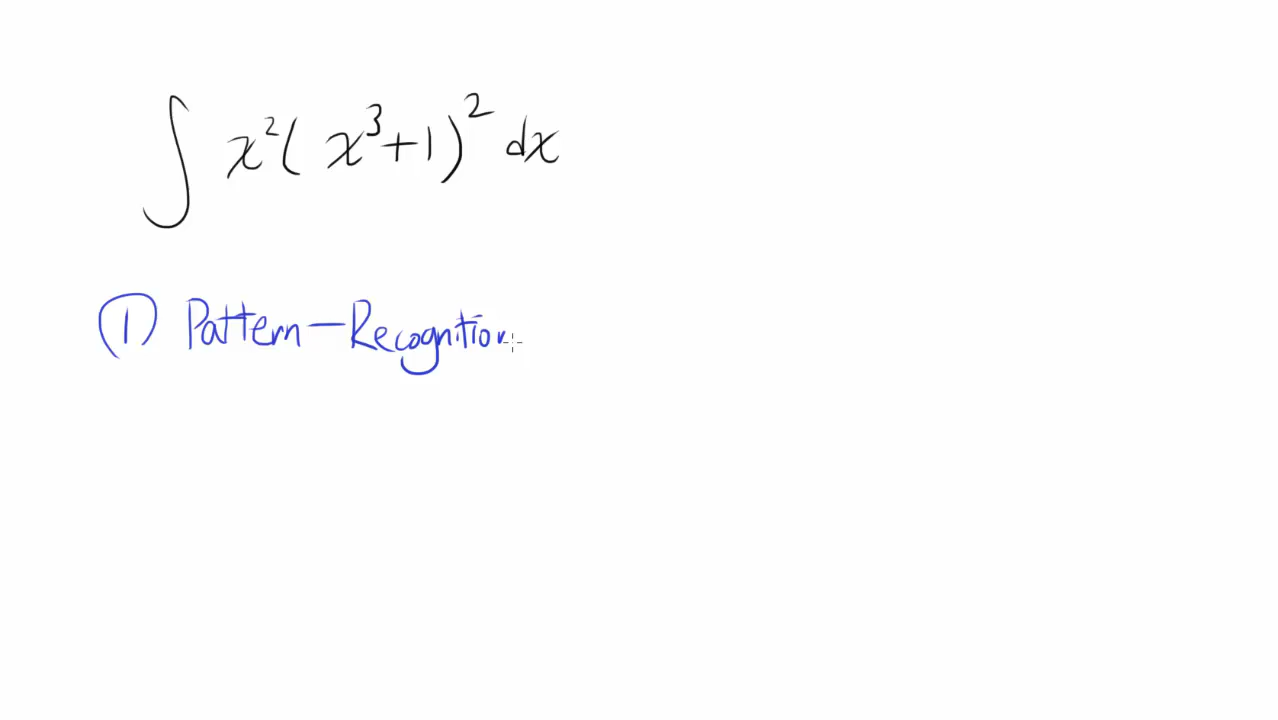 ∫ x²(x³+1)² dx
① Pattern-Recognition